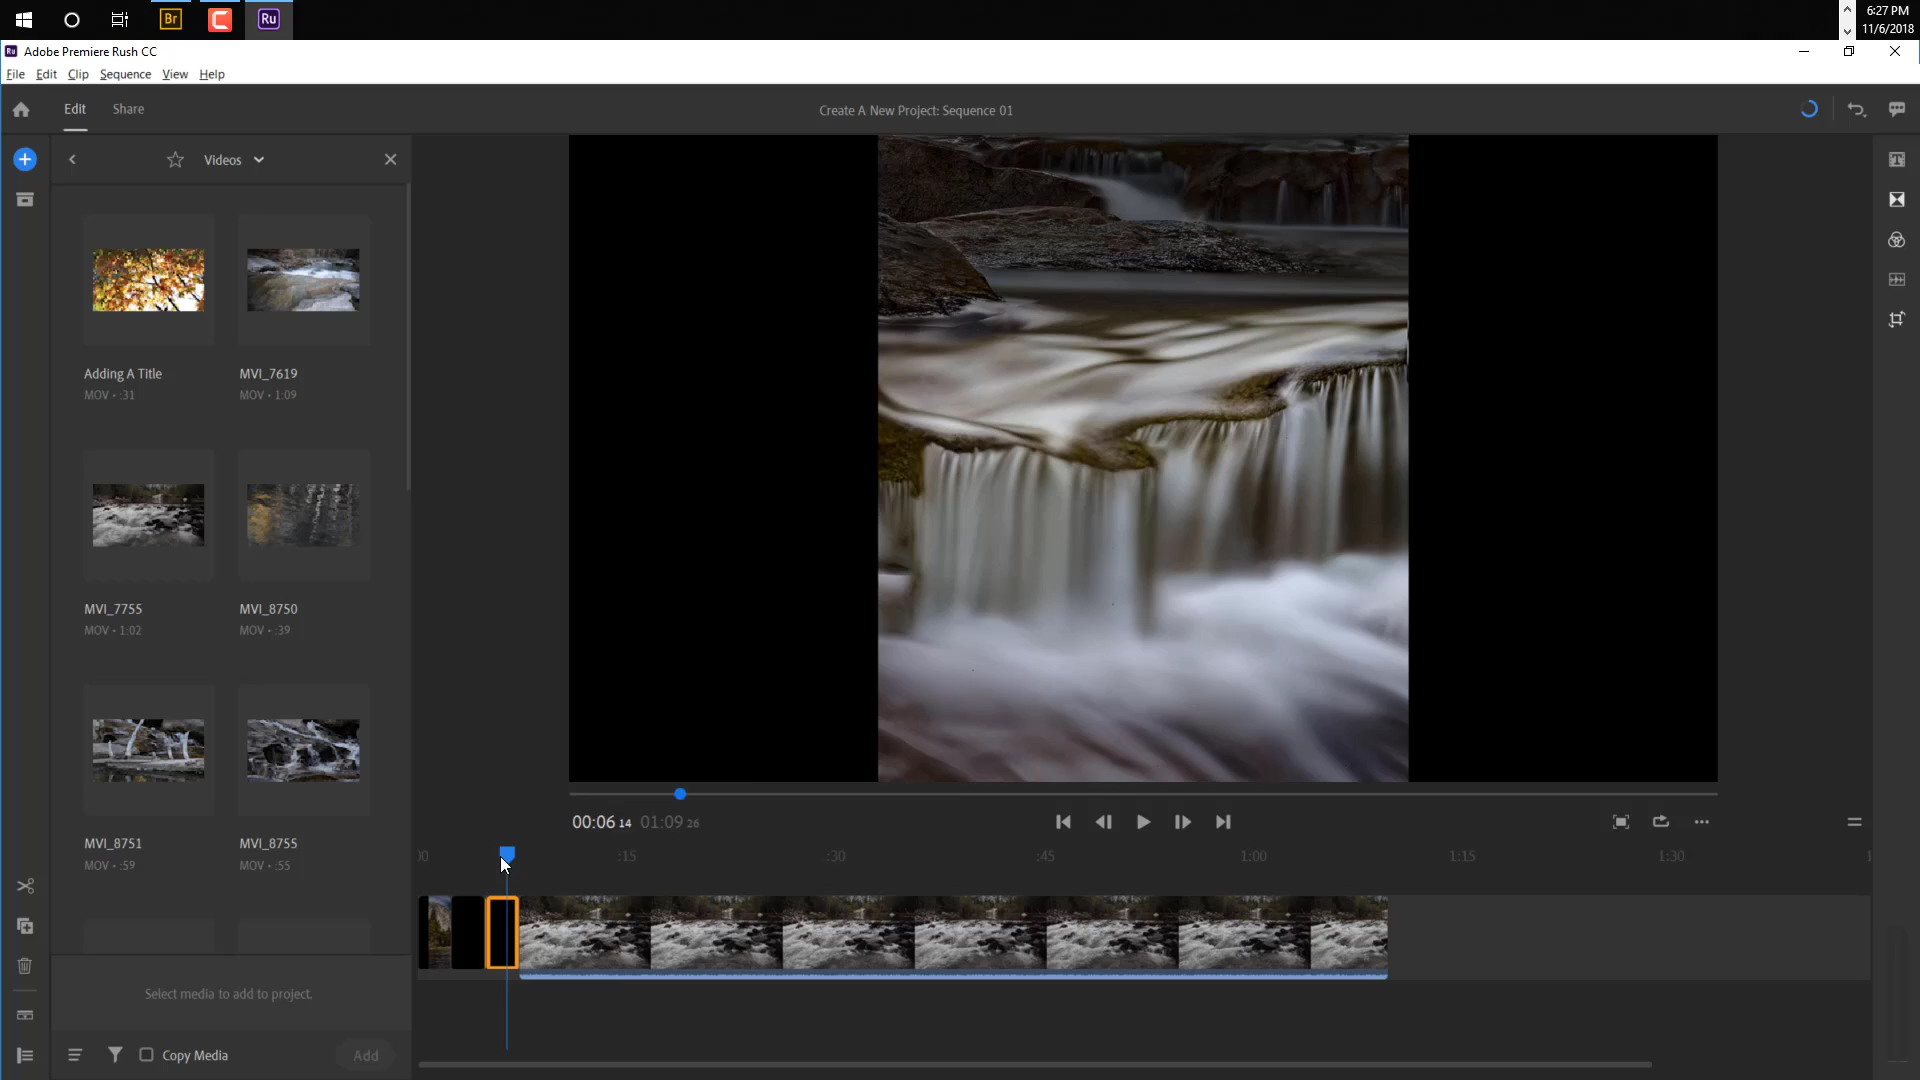 Br
Ru
6:27 PM
11/6/2018
Ru Adobe Premiere Rush CC
File Edit Clip Sequence View Help
Edit Share
Create A New Project: Sequence 01
Videos
Adding A Title
MOV • :31
MVI_7619
MOV • 1:09
MVI_7755
MOV • 1:02
MVI_8750
MOV • :39
MVI_8751
MOV • :59
MVI_8755
MOV • :55
00:06 14 01:09 26
00 :15 :30 :45 1:00 1:15 1:30
Select media to add to project.
Copy Media
Add